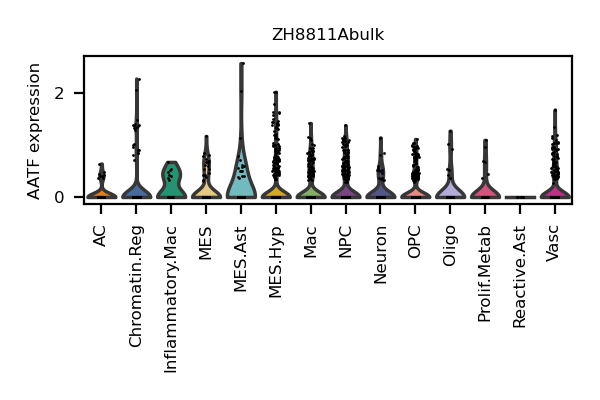 ZH8811Abulk
AATF expression
2
0
AC
Chromatin.Reg
Inflammatory.Mac
MES
MES.Ast
MES.Hyp
Mac
NPC
Neuron
OPC
Oligo
Prolif.Metab
Reactive.Ast
Vasc